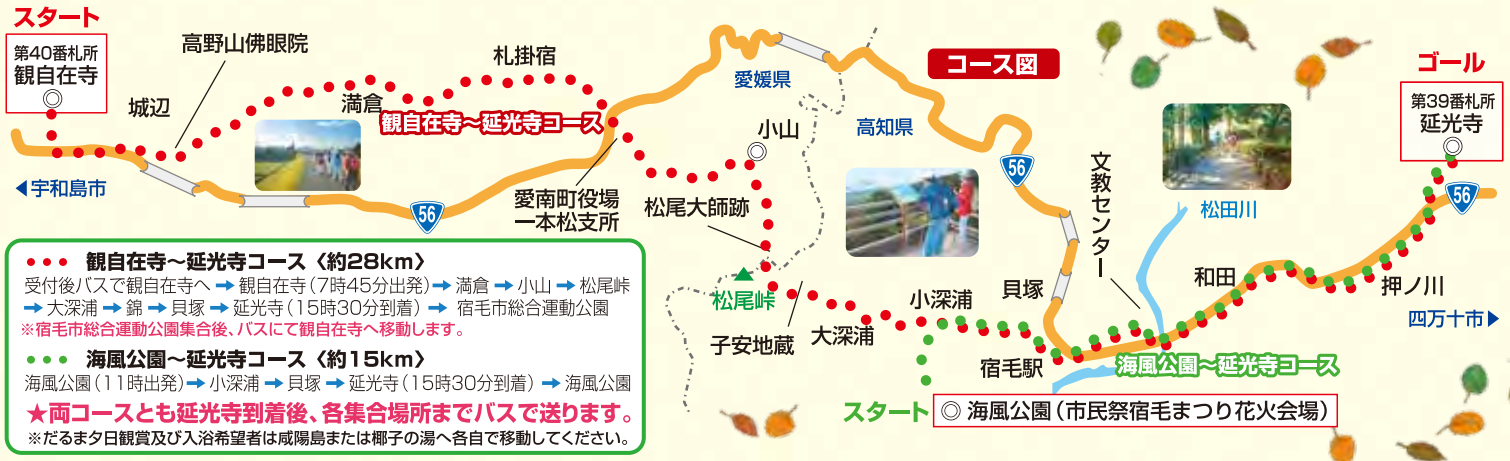 スタート
第40番札所
観自在寺
高野山佛眼院
城辺
満倉
札掛宿
観自在寺～延光寺コース
◀宇和島市
56
愛南町役場
一本松支所
愛媛県
小山
松尾大師跡
高知県
コース図
松尾峠
子安地蔵
大深浦
小深浦
貝塚
宿毛駅
56
文教センター
松田川
和田
押ノ川
四万十市▶
56
ゴール
第39番札所
延光寺
海風公園～延光寺コース
スタート
◎ 海風公園（市民祭宿毛まつり花火会場）
観自在寺～延光寺コース〈約28km〉
受付後バスで観自在寺へ➡観自在寺（7時45分出発）➡満倉➡小山➡松尾峠
➡大深浦➡錦➡貝塚➡延光寺（15時30分到着）➡宿毛市総合運動公園
※宿毛市総合運動公園集合後、バスにて観自在寺へ移動します。
海風公園～延光寺コース〈約15km〉
海風公園（11時出発）➡小深浦➡貝塚➡延光寺（15時30分到着）➡海風公園
★両コースとも延光寺到着後、各集合場所までバスで送ります。
※だるま夕日観賞及び入浴希望者は咸陽島または椰子の湯へ各自で移動してください。